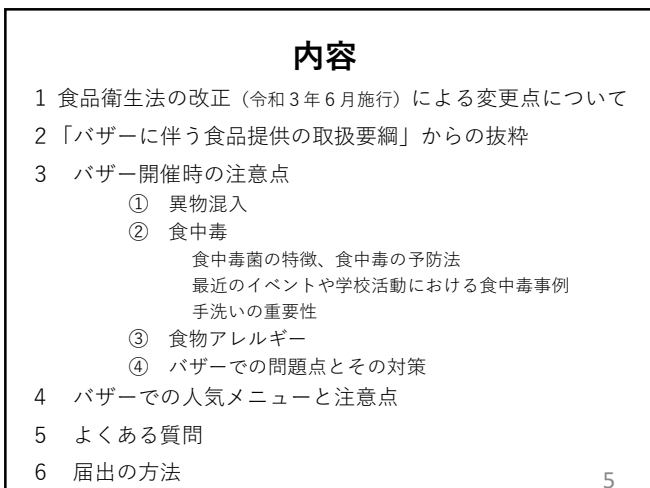 内容
1 食品衛生法の改正（令和３年６月施行）による変更点について
2「バザーに伴う食品提供の取扱要綱」からの抜粋
3　バザー開催時の注意点
①　異物混入
②　食中毒
食中毒菌の特徴、食中毒の予防法
最近のイベントや学校活動における食中毒事例
手洗いの重要性
③　食物アレルギー
④　バザーでの問題点とその対策
4　バザーでの人気メニューと注意点
5　よくある質問
6　届出の方法
5